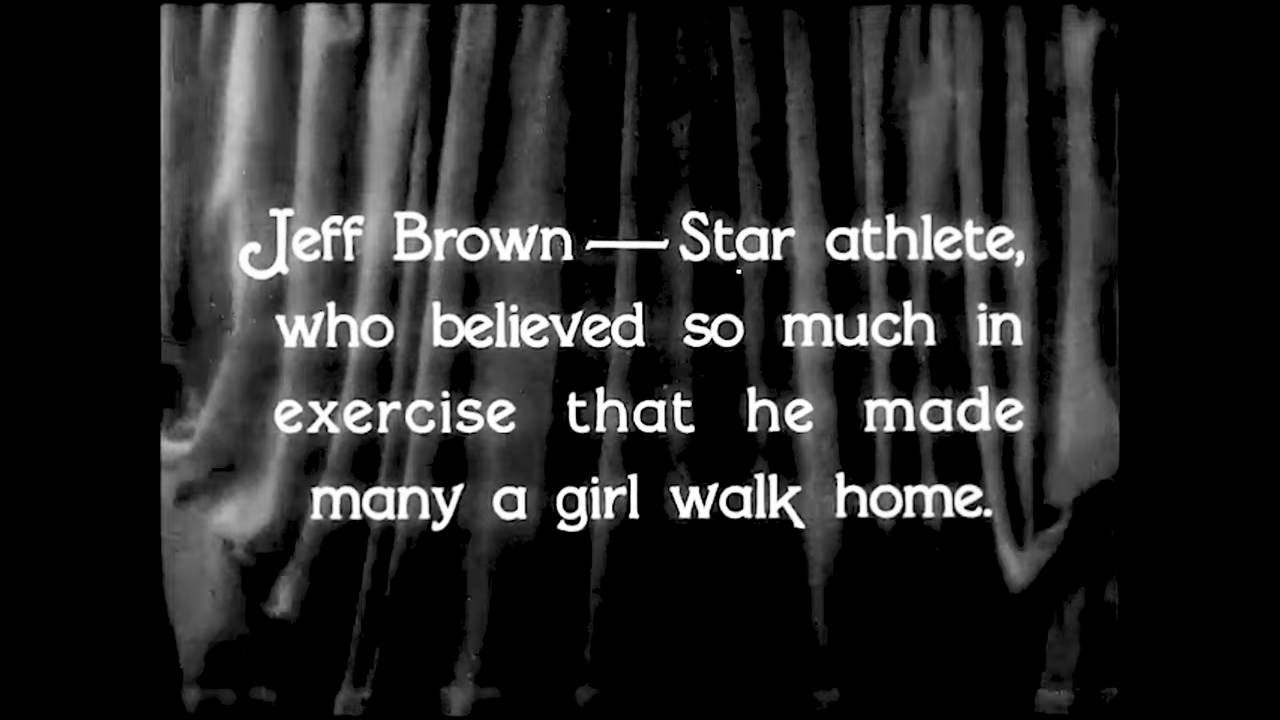 Jeff Brown — Star athlete,
who believed so much in
exercise that he made
many a girl walk home.